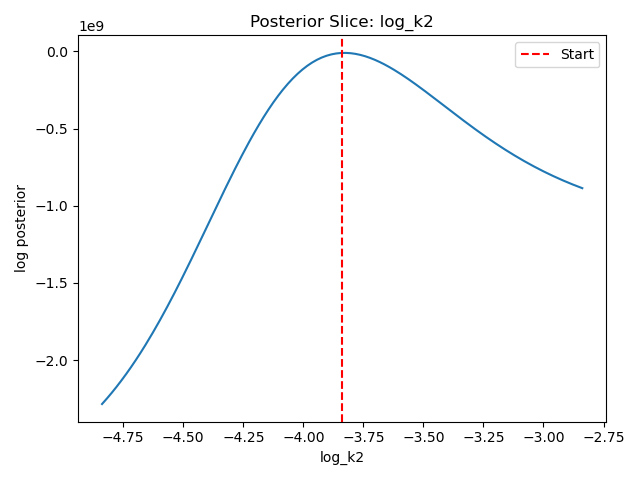 Posterior Slice: log_k2
1e9
Start
0.0
−0.5
−1.0
−1.5
−2.0
log posterior
−4.75 −4.50 −4.25 −4.00 −3.75 −3.50 −3.25 −3.00 −2.75
log_k2